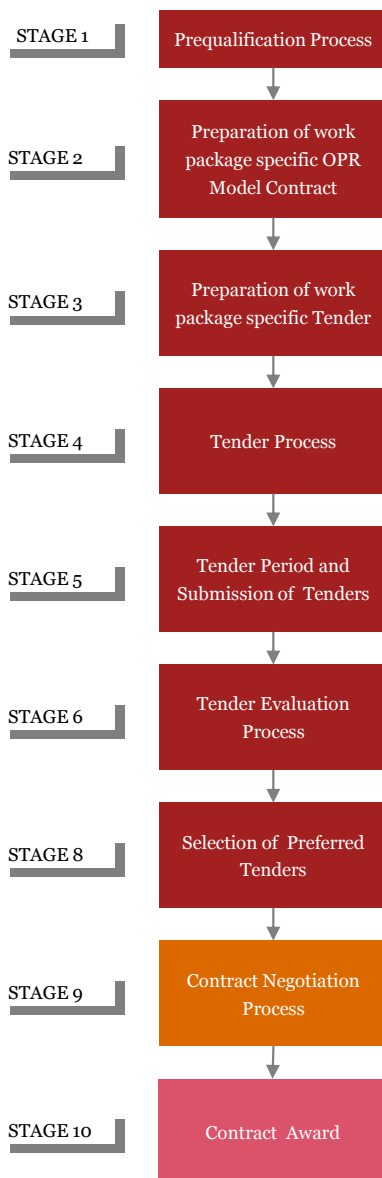 STAGE 1
Prequalification Process
STAGE 2
Preparation of work
package specific OPR
Model Contract
STAGE 3
Preparation of work
package specific Tender
STAGE 4
Tender Process
STAGE 5
Tender Period and
Submission of Tenders
STAGE 6
Tender Evaluation
Process
STAGE 8
Selection of Preferred
Tenders
STAGE 9
Contract Negotiation
Process
STAGE 10
Contract Award